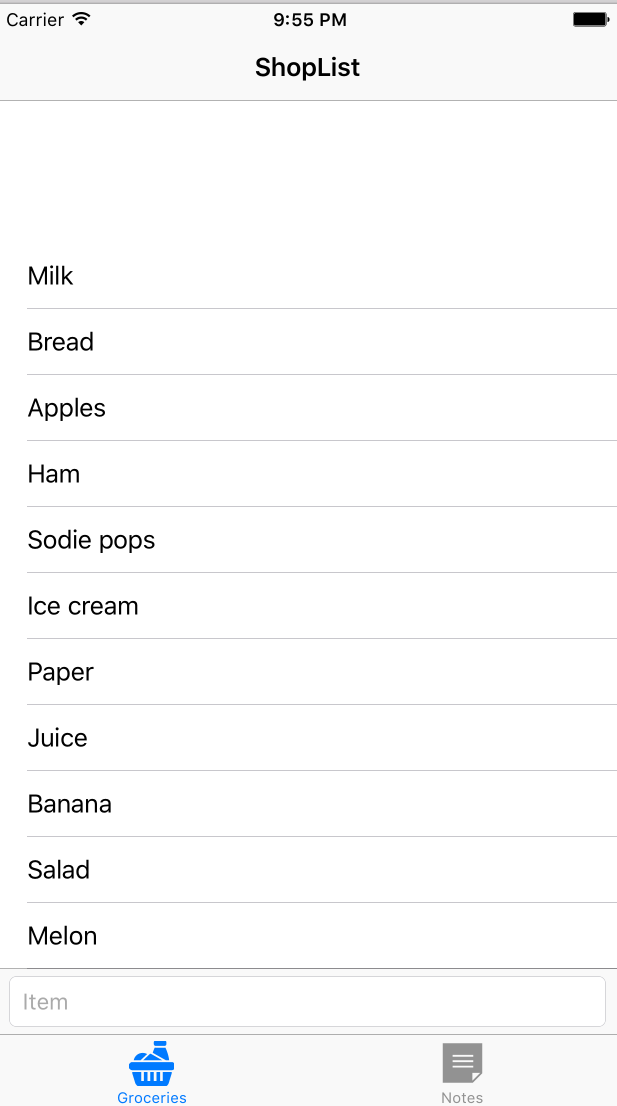 Carrier 9:55 PM
ShopList
Milk
Bread
Apples
Ham
Sodie pops
Ice cream
Paper
Juice
Banana
Salad
Melon
Item
Groceries Notes